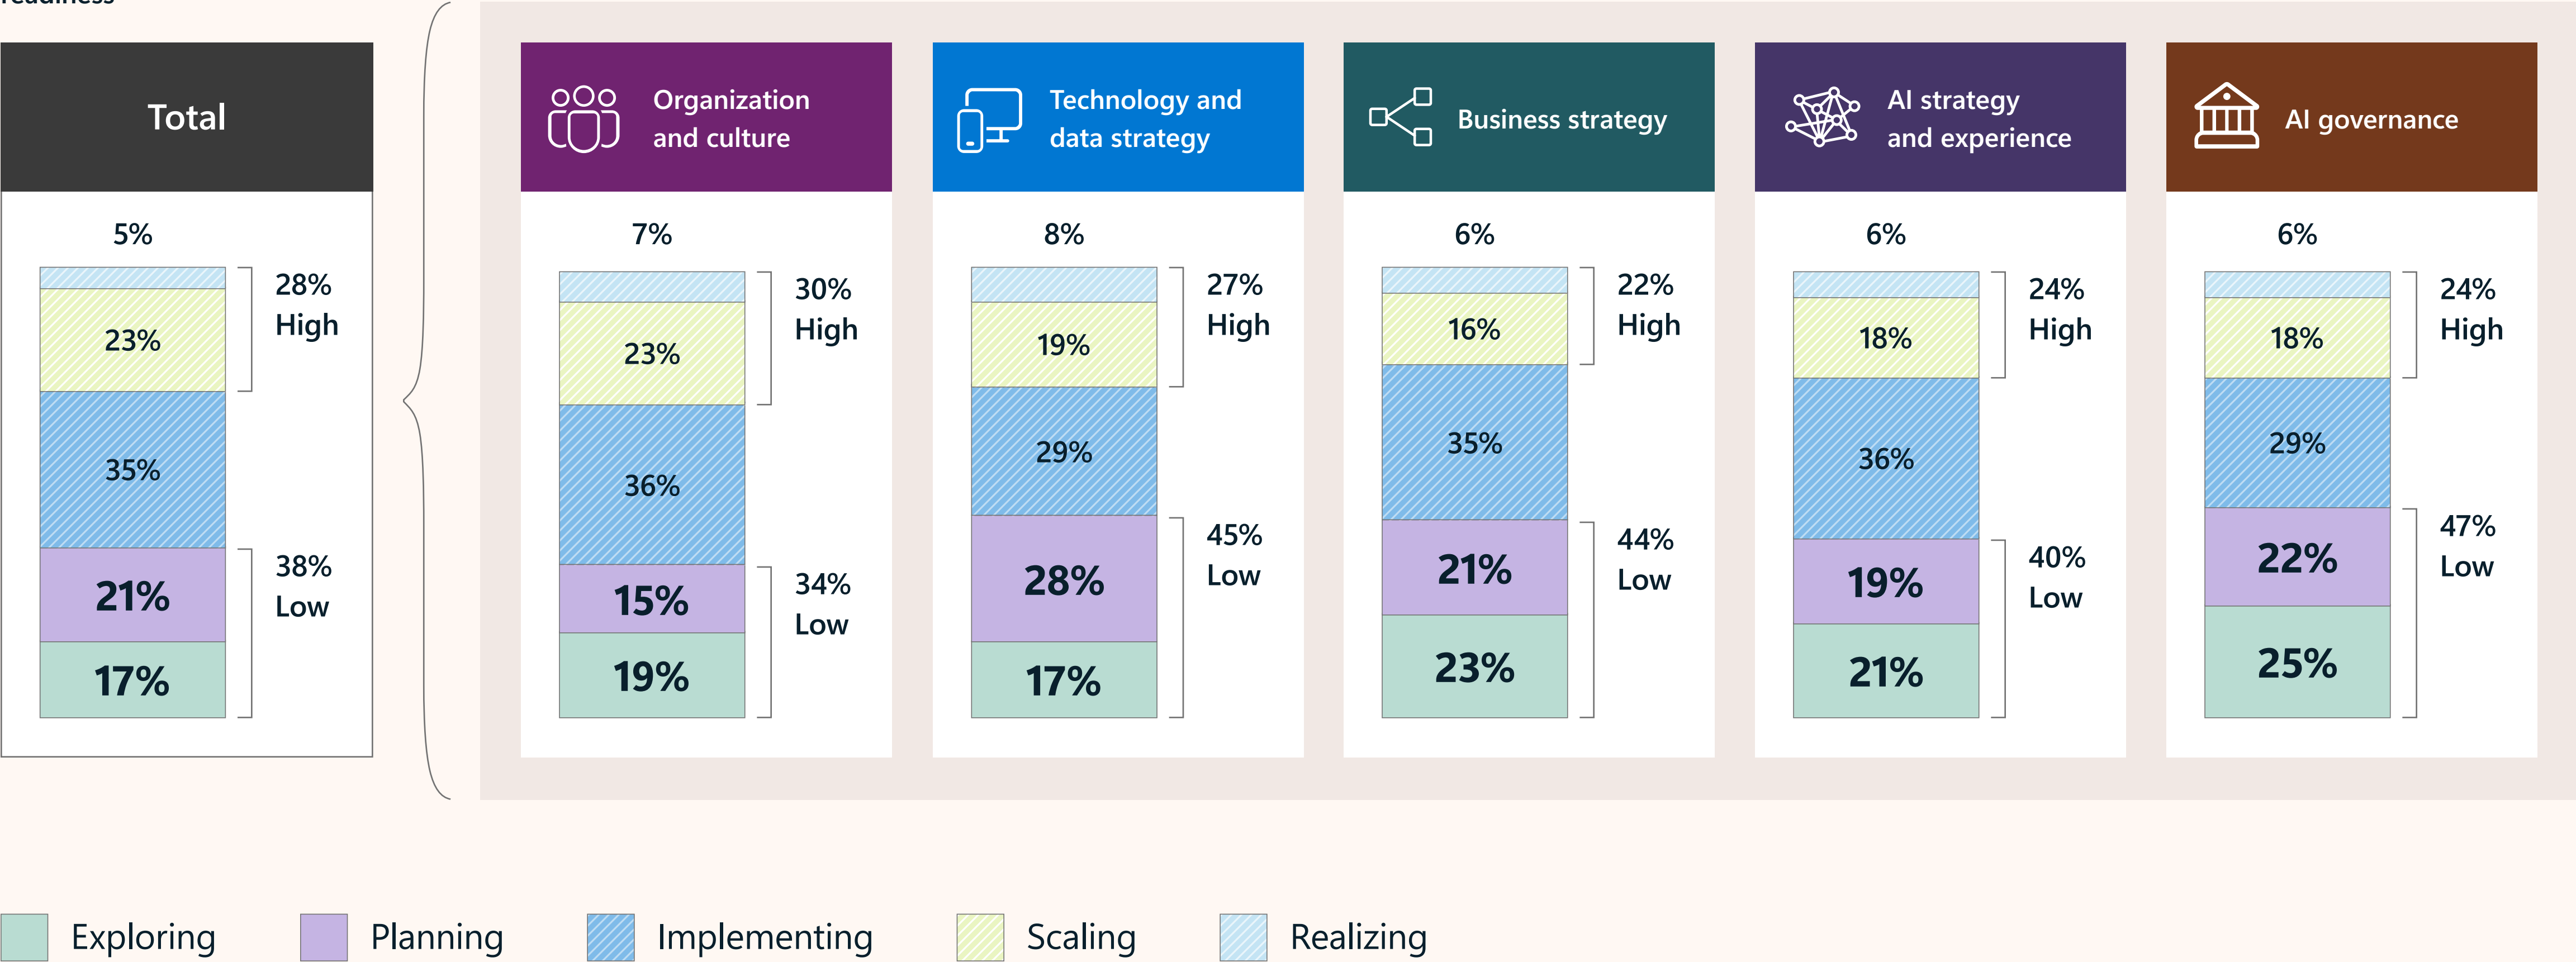 readiness
Total
5%
28%
High
23%
35%
38%
Low
21%
17%
Organization
and culture
7%
30%
High
23%
36%
34%
Low
15%
19%
Technology and
data strategy
8%
27%
High
19%
29%
45%
Low
28%
17%
Business strategy
6%
22%
High
16%
35%
44%
Low
21%
23%
AI strategy
and experience
6%
24%
High
18%
36%
40%
Low
19%
21%
AI governance
6%
24%
High
18%
29%
47%
Low
22%
25%
Exploring
Planning
Implementing
Scaling
Realizing